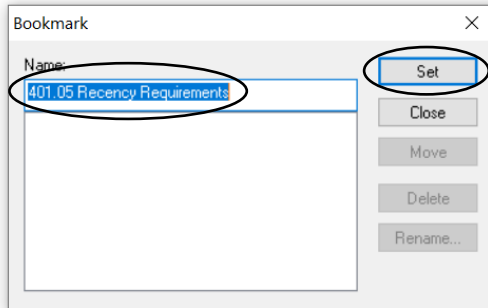 Bookmark
Name:
401.05 Recency Requirements
Set
Close
Move
Delete
Rename...